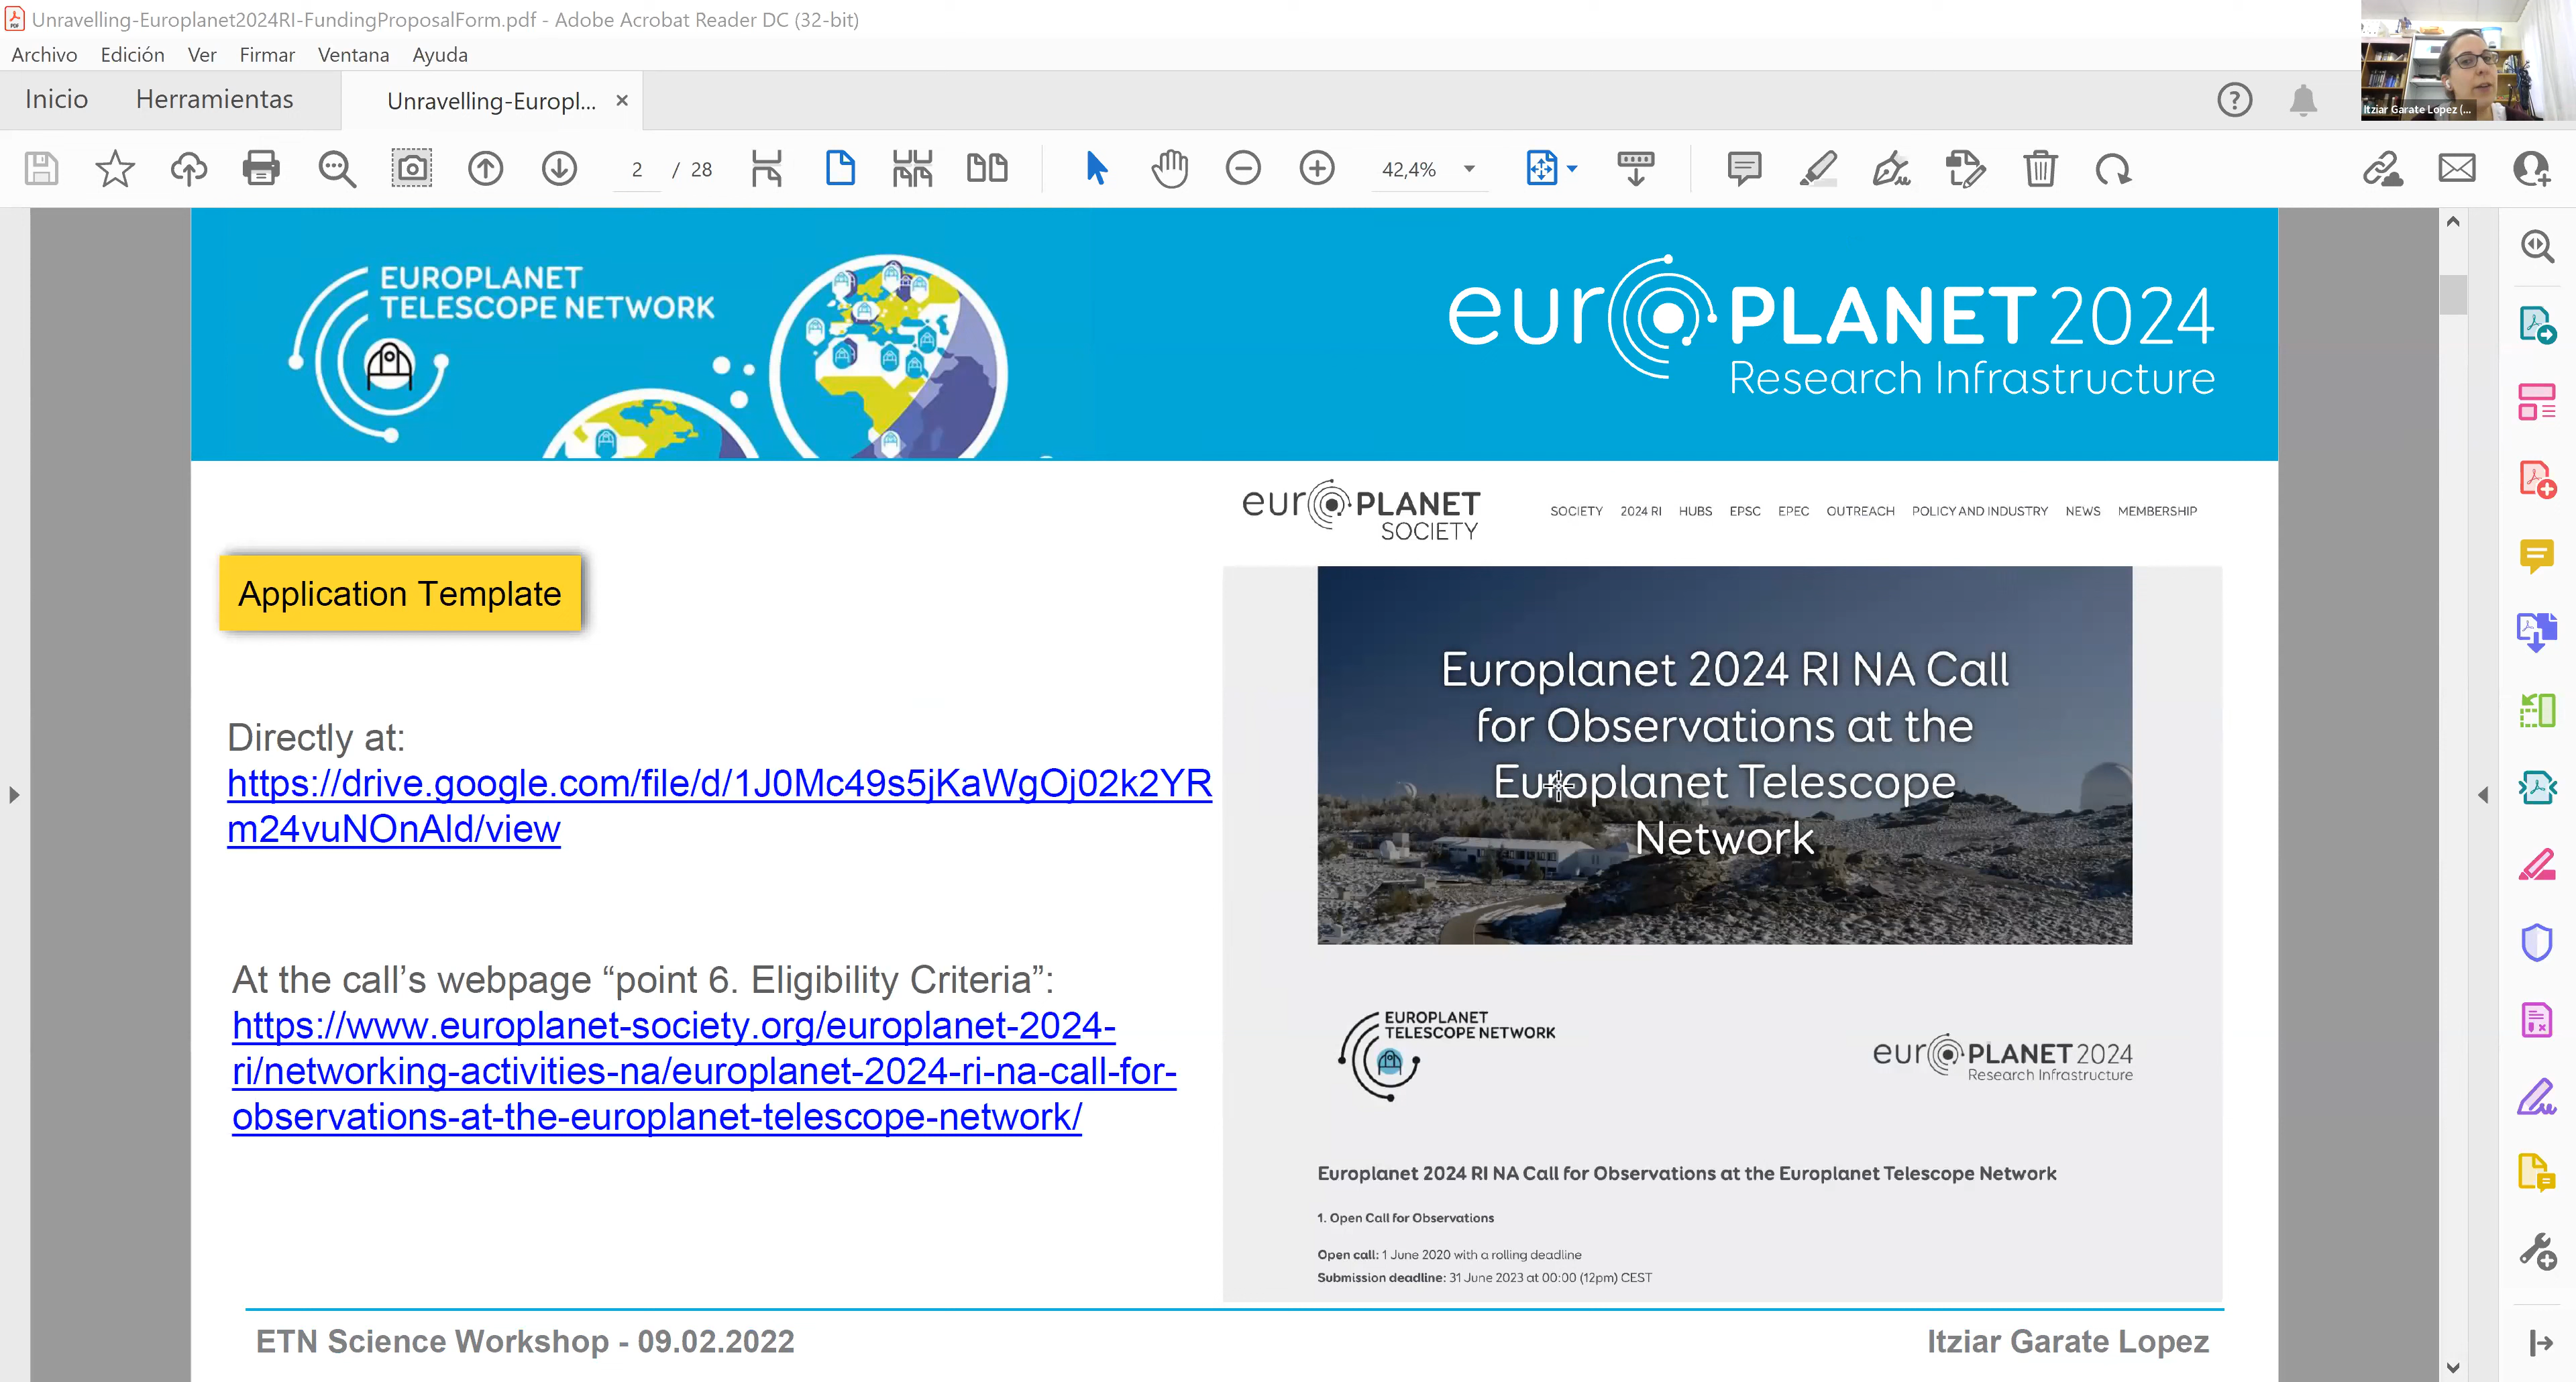 Unravelling-Europlanet2024RI-FundingProposalForm.pdf - Adobe Acrobat Reader DC (32-bit)
Archivo Edición Ver Firmar Ventana Ayuda
Inicio Herramientas Unravelling-Europl...
Itziar Garate Lopez (...
2 / 28 42,4%
EUROPLANET
TELESCOPE NETWORK
euroPLANET 2024
Research Infrastructure
euroPLANET
SOCIETY
SOCIETY 2024 RI HUBS EPSC EPEC OUTREACH POLICY AND INDUSTRY NEWS MEMBERSHIP
Application Template
Directly at:
https://drive.google.com/file/d/1J0Mc49s5jKaWgOj02k2YR
m24vuNOnAld/view
At the call’s webpage “point 6. Eligibility Criteria”:
https://www.europlanet-society.org/europlanet-2024-
ri/networking-activities-na/europlanet-2024-ri-na-call-for-
observations-at-the-europlanet-telescope-network/
Europlanet 2024 RI NA Call
for Observations at the
Europlanet Telescope
Network
EUROPLANET
TELESCOPE NETWORK
euroPLANET 2024
Research Infrastructure
Europlanet 2024 RI NA Call for Observations at the Europlanet Telescope Network
1. Open Call for Observations
Open call: 1 June 2020 with a rolling deadline
Submission deadline: 31 June 2023 at 00:00 (12pm) CEST
ETN Science Workshop - 09.02.2022
Itziar Garate Lopez